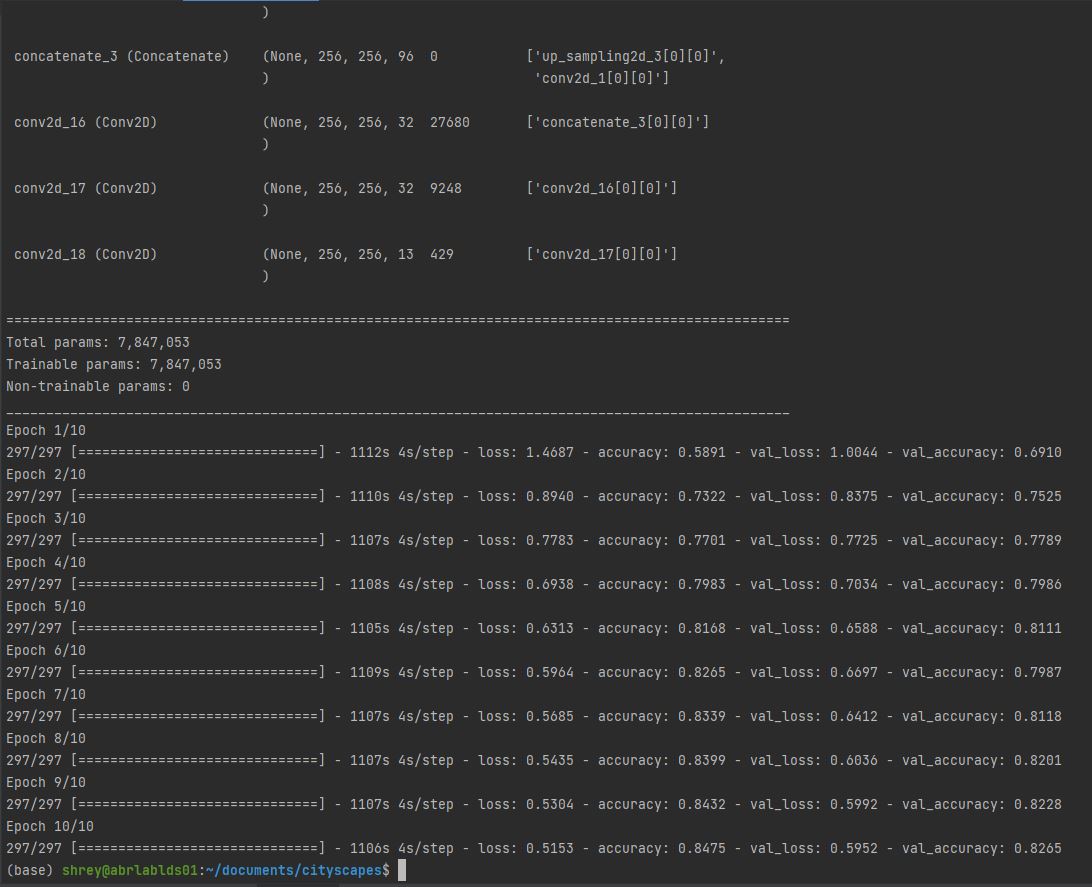 )
concatenate_3 (Concatenate) (None, 256, 256, 96 0 ['up_sampling2d_3[0][0]',
) 'conv2d_1[0][0]']
conv2d_16 (Conv2D) (None, 256, 256, 32 27680 ['concatenate_3[0][0]']
)
conv2d_17 (Conv2D) (None, 256, 256, 32 9248 ['conv2d_16[0][0]']
)
conv2d_18 (Conv2D) (None, 256, 256, 13 429 ['conv2d_17[0][0]']
)
==================================================================================================
Total params: 7,847,053
Trainable params: 7,847,053
Non-trainable params: 0
__________________________________________________________________________________________________
Epoch 1/10
297/297 [==============================] - 1112s 4s/step - loss: 1.4687 - accuracy: 0.5891 - val_loss: 1.0044 - val_accuracy: 0.6910
Epoch 2/10
297/297 [==============================] - 1110s 4s/step - loss: 0.8940 - accuracy: 0.7322 - val_loss: 0.8375 - val_accuracy: 0.7525
Epoch 3/10
297/297 [==============================] - 1107s 4s/step - loss: 0.7783 - accuracy: 0.7701 - val_loss: 0.7725 - val_accuracy: 0.7789
Epoch 4/10
297/297 [==============================] - 1108s 4s/step - loss: 0.6938 - accuracy: 0.7983 - val_loss: 0.7034 - val_accuracy: 0.7986
Epoch 5/10
297/297 [==============================] - 1105s 4s/step - loss: 0.6313 - accuracy: 0.8168 - val_loss: 0.6588 - val_accuracy: 0.8111
Epoch 6/10
297/297 [==============================] - 1109s 4s/step - loss: 0.5964 - accuracy: 0.8265 - val_loss: 0.6697 - val_accuracy: 0.7987
Epoch 7/10
297/297 [==============================] - 1107s 4s/step - loss: 0.5685 - accuracy: 0.8339 - val_loss: 0.6412 - val_accuracy: 0.8118
Epoch 8/10
297/297 [==============================] - 1107s 4s/step - loss: 0.5435 - accuracy: 0.8399 - val_loss: 0.6036 - val_accuracy: 0.8201
Epoch 9/10
297/297 [==============================] - 1107s 4s/step - loss: 0.5304 - accuracy: 0.8432 - val_loss: 0.5992 - val_accuracy: 0.8228
Epoch 10/10
297/297 [==============================] - 1106s 4s/step - loss: 0.5153 - accuracy: 0.8475 - val_loss: 0.5952 - val_accuracy: 0.8265
(base) shrey@abrlablds01:~/documents/cityscapes$